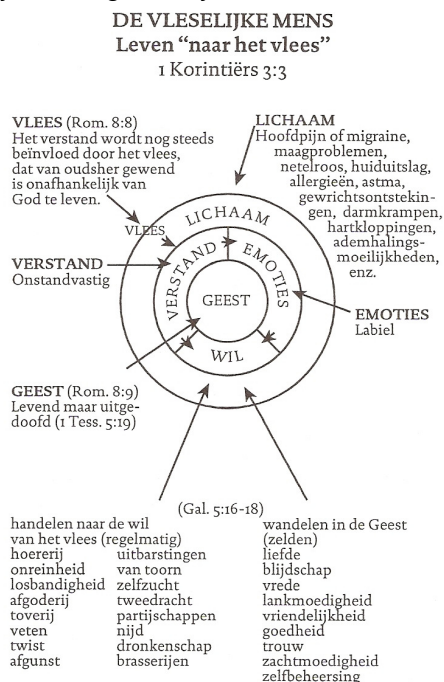 DE VLESELIJKE MENS
Leven “naar het vlees”
1 Korintiërs 3:3
VLEES (Rom. 8:8)
Het verstand wordt nog steeds
beïnvloed door het vlees,
dat van oudsher gewend
is onafhankelijk van
God te leven.
LICHAAM
Hoofdpijn of migraine,
maagproblemen,
netelroos, huiduitslag,
allergieën, astma,
gewrichtsontstekin-
gen, darmkrampen,
hartkloppingen,
ademhalings-
moeilijkheden,
enz.
VLEES
LICHAAM
VERSTAND
EMOTIES
GEEST
WIL
VERSTAND
Onstandvastig
EMOTIES
Labiel
GEEST (Rom. 8:9)
Levend maar uitge-
doofd (1 Tess. 5:19)
(Gal. 5:16-18)
handelen naar de wil
van het vlees (regelmatig)
hoererij
onreinheid
losbandigheid
afgoderij
toverij
veten
twist
afgunst
uitbarstingen
van toorn
zelfzucht
tweedracht
partijschappen
nijd
dronkenschap
brasserijen
wandelen in de Geest
(zelden)
liefde
blijdschap
vrede
lankmoedigheid
vriendelijkheid
goedheid
trouw
zachtmoedigheid
zelfbeheersing